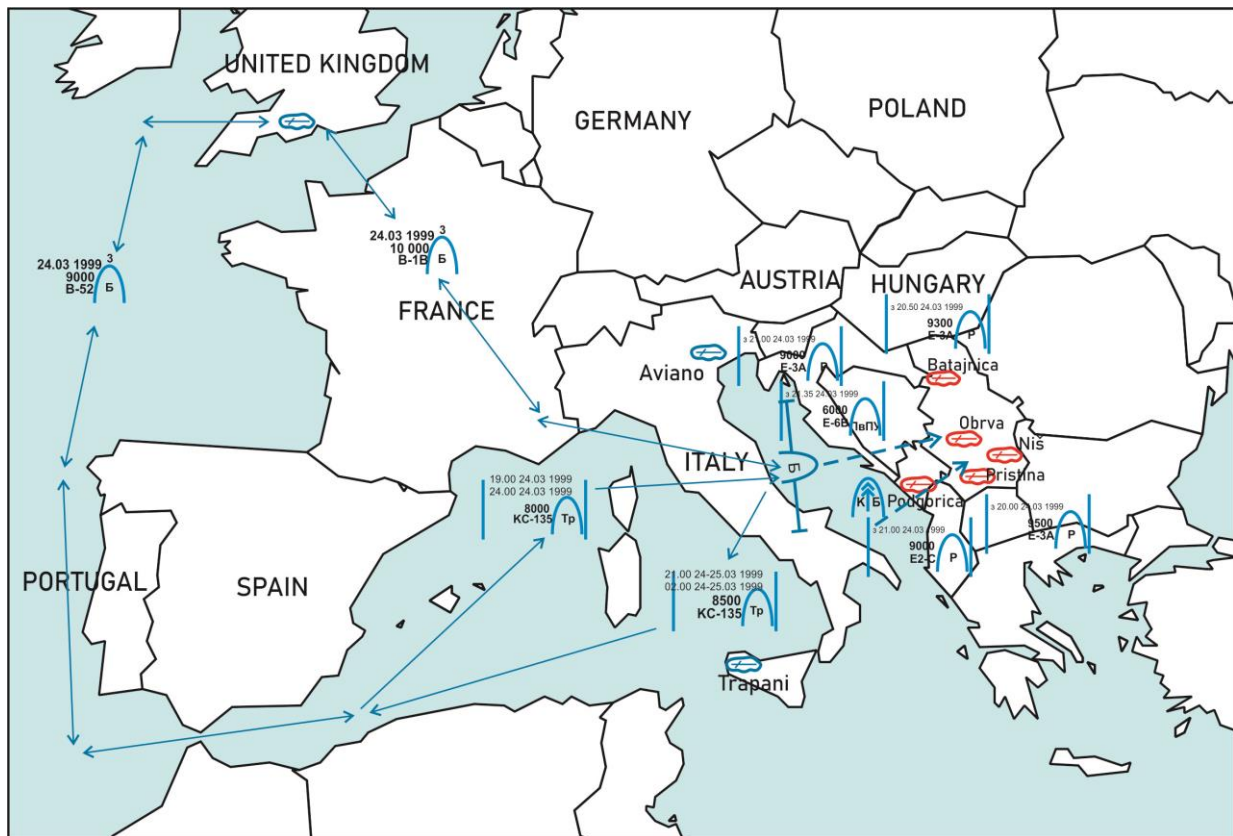 UNITED KINGDOM
POLAND
GERMANY
3
24.03 1999
10 000
B-1B
Б
3
24.03 1999
9000
B-52
Б
AUSTRIA
HUNGARY
FRANCE
з 20.50 24.03 1999
9300
E-3A
Р
з 21.00 24.03 1999
9000
E-3A
Р
Aviano
Batajnica
з 21.35 24.03 1999
6000
E-6B
ПвПУ
Obrva
Niš
ITALY
Б
Pristina
19.00 24.03 1999
24.00 24.03 1999
8000
KC-135
Тр
К Б
Podgorica
з 20.00 24.03 1999
9500
E-3A
Р
з 21.00 24.03 1999
9000
E2-C
Р
PORTUGAL
SPAIN
21.00 24-25.03 1999
02.00 24-25.03 1999
8500
KC-135
Тр
Trapani